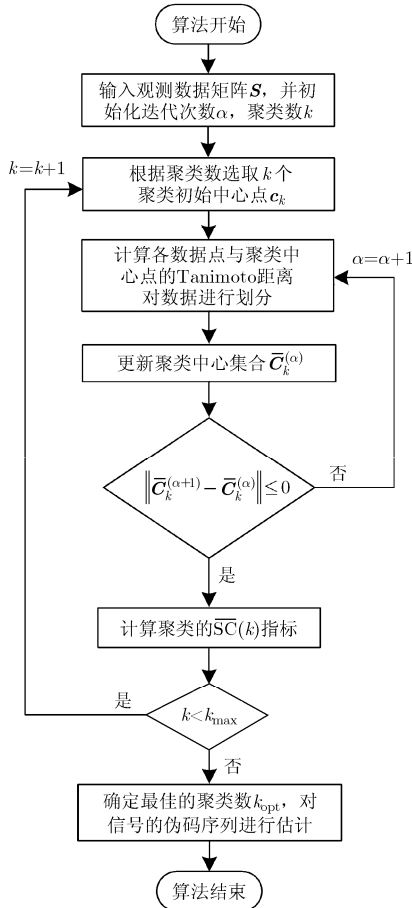 算法开始
输入观测数据矩阵S，并初
始化迭代次数α，聚类数k
k=k+1
根据聚类数选取 k 个
聚类初始中心点 c_k
计算各数据点与聚类中
心点的Tanimoto距离
对数据进行划分
α=α+1
更新聚类中心集合 C̅_k^(α)
‖C̅_k^(α+1) − C̅_k^(α)‖≤0
否
是
计算聚类的S̅C̅(k)指标
是
k<k_max
否
确定最佳的聚类数k_opt，对
信号的伪码序列进行估计
算法结束